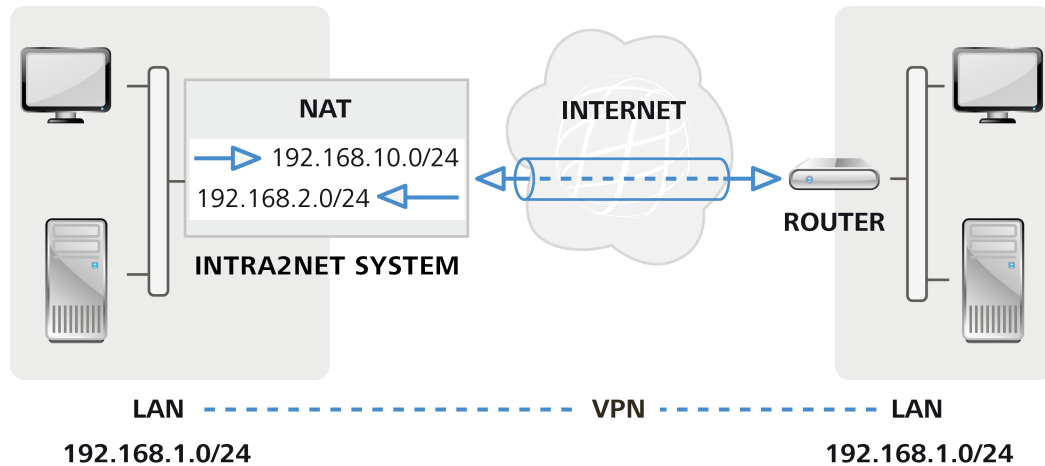 NAT
192.168.10.0/24
192.168.2.0/24
INTRA2NET SYSTEM
INTERNET
ROUTER
LAN
VPN
LAN
192.168.1.0/24
192.168.1.0/24